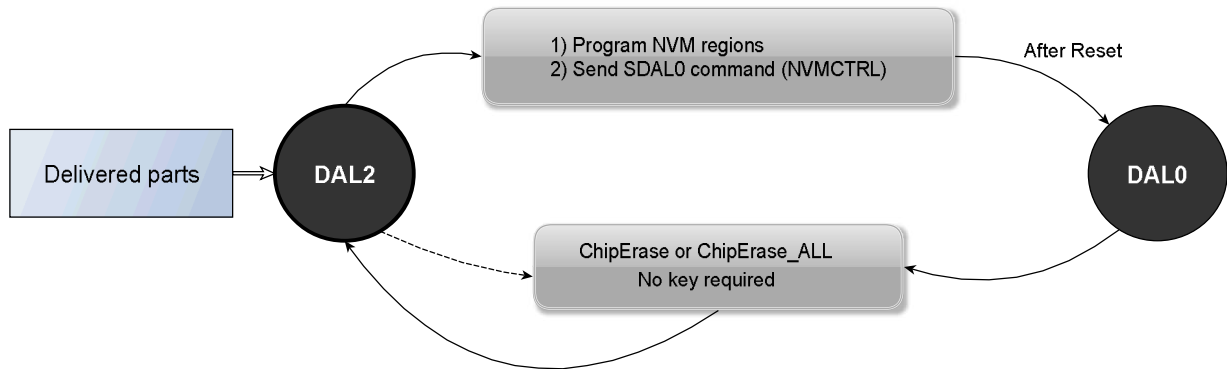 1) Program NVM regions
2) Send SDAL0 command (NVMCTRL)
After Reset
Delivered parts
DAL2
DAL0
ChipErase or ChipErase_ALL
No key required